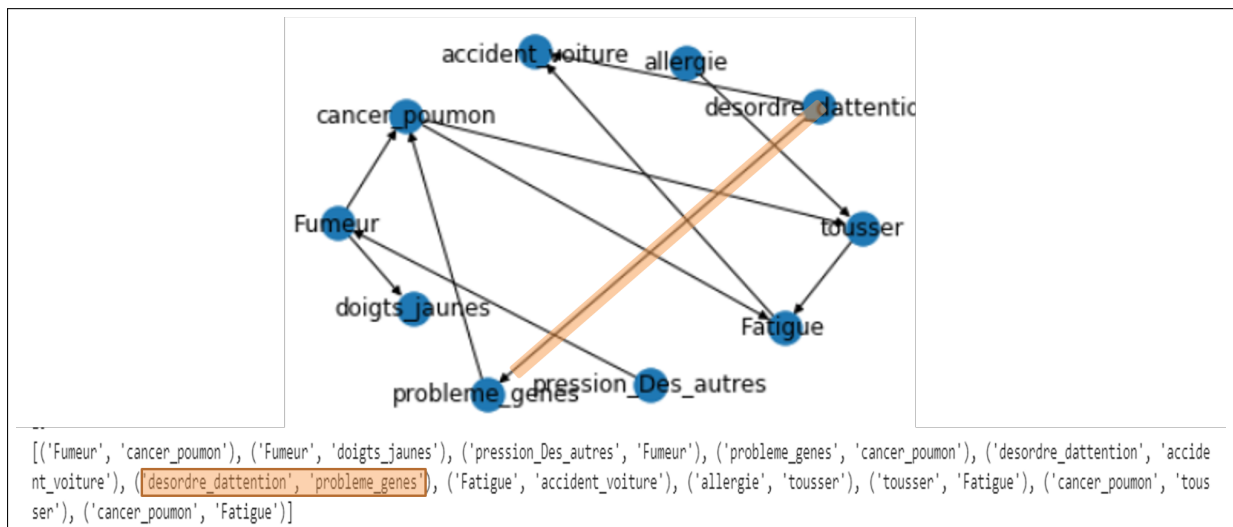 accident_voiture
allergie
desordre_dattentio
cancer_poumon
Fumeur
tousser
doigts_jaunes
Fatigue
probleme_genes
pression_Des_autres
[('Fumeur', 'cancer_poumon'), ('Fumeur', 'doigts_jaunes'), ('pression_Des_autres', 'Fumeur'), ('probleme_genes', 'cancer_poumon'), ('desordre_dattention', 'accide
nt_voiture'), ('desordre_dattention', 'probleme_genes'), ('Fatigue', 'accident_voiture'), ('allergie', 'tousser'), ('tousser', 'Fatigue'), ('cancer_poumon', 'tous
ser'), ('cancer_poumon', 'Fatigue')]